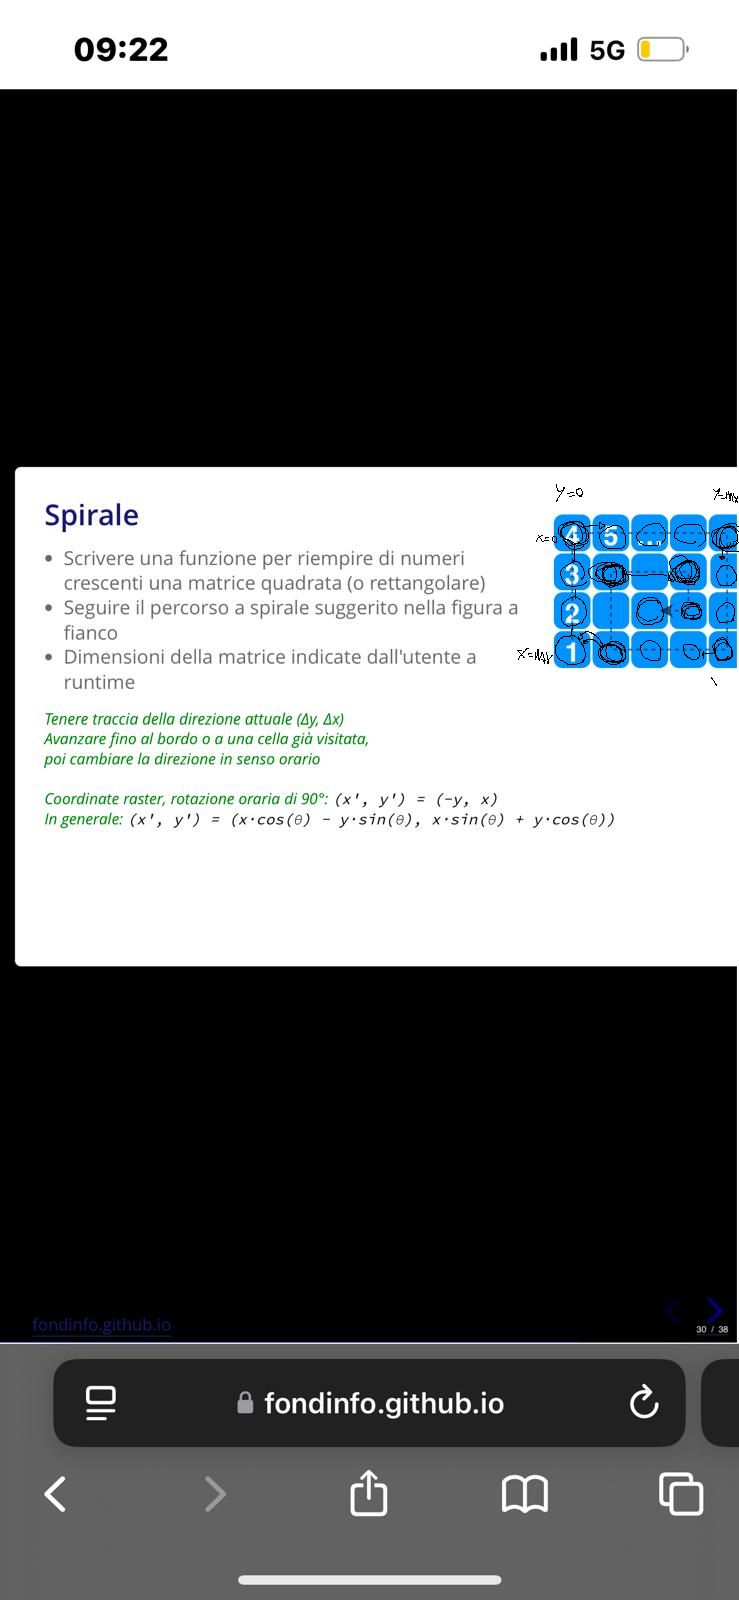 09:22
5G
Spirale
• Scrivere una funzione per riempire di numeri
crescenti una matrice quadrata (o rettangolare)
• Seguire il percorso a spirale suggerito nella figura a
fianco
• Dimensioni della matrice indicate dall'utente a
runtime
y=0
x=0
4 5 ...
3
2
1
Tenere traccia della direzione attuale (Δy, Δx)
Avanzare fino al bordo o a una cella già visitata,
poi cambiare la direzione in senso orario
Coordinate raster, rotazione oraria di 90°: (x', y') = (−y, x)
In generale: (x', y') = (x·cos(θ) − y·sin(θ), x·sin(θ) + y·cos(θ))
fondinfo.github.io
30 / 38
fondinfo.github.io